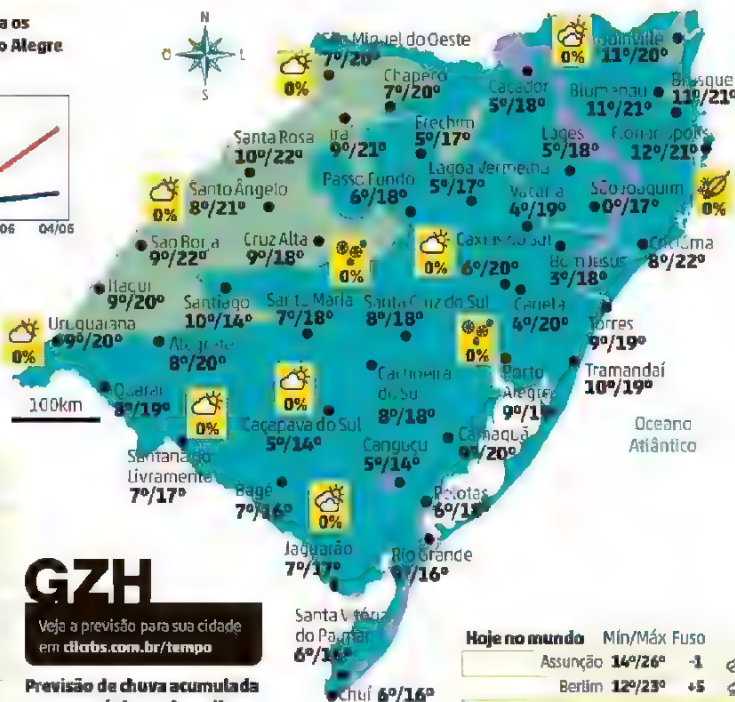 a os
o Alegre
N
O L
S
São Miguel do Oeste
7º/20º
0%
0%
Joinville
11º/20º
Chapecó
7º/20º
Caçador
5º/18º
Blumenau
11º/21º
Brusque
11º/21º
Santa Rosa
10º/22º
Iraí
9º/21º
Erechim
5º/17º
Lages
5º/18º
Florianópolis
12º/21º
06 04/06
0%
Santo Ângelo
8º/21º
Passo Fundo
6º/18º
Lagoa Vermelha
5º/17º
Vacaria
4º/19º
São Joaquim
0º/17º
0%
São Borja
9º/22º
Cruz Alta
9º/18º
0%
0%
Caxias do Sul
6º/20º
Bom Jesus
3º/18º
Criciúma
8º/22º
Itaqui
9º/20º
Santiago
10º/14º
Santa Maria
7º/18º
Santa Cruz do Sul
8º/18º
Canela
4º/20º
Torres
9º/19º
0%
Uruguaiana
9º/20º
Alegrete
8º/20º
0%
Tramandaí
10º/19º
100km
Quaraí
8º/19º
0%
0%
Cachoeira
do Sul
8º/18º
Porto
Alegre
Oceano
Atlântico
Caçapava do Sul
5º/14º
Camaquã
9º/20º
Santana do
Livramento
7º/17º
Canguçu
5º/14º
Bagé
7º/16º
0%
Pelotas
Jaguarão
7º/17º
Rio Grande
/16º
GZH
Veja a previsão para sua cidade
em clicrbs.com.br/tempo
Santa Vitória
do Palmar
Previsão de chuva acumulada
Chuí 6º/16º
Hoje no mundo Mín/Máx Fuso
Assunção 14º/26º -1
Berlim 12º/23º +5